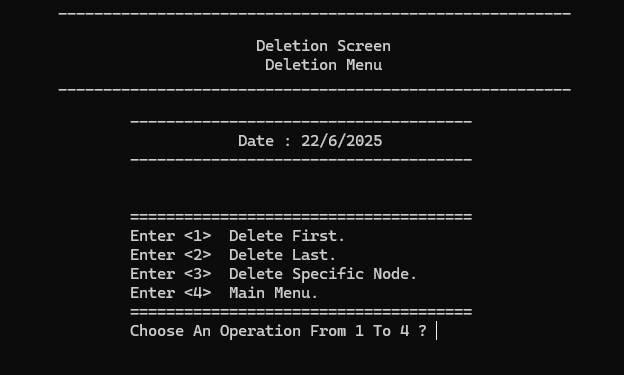 Deletion Screen
Deletion Menu
Date : 22/6/2025
Enter <1>  Delete First.
Enter <2>  Delete Last.
Enter <3>  Delete Specific Node.
Enter <4>  Main Menu.
Choose An Operation From 1 To 4 ?